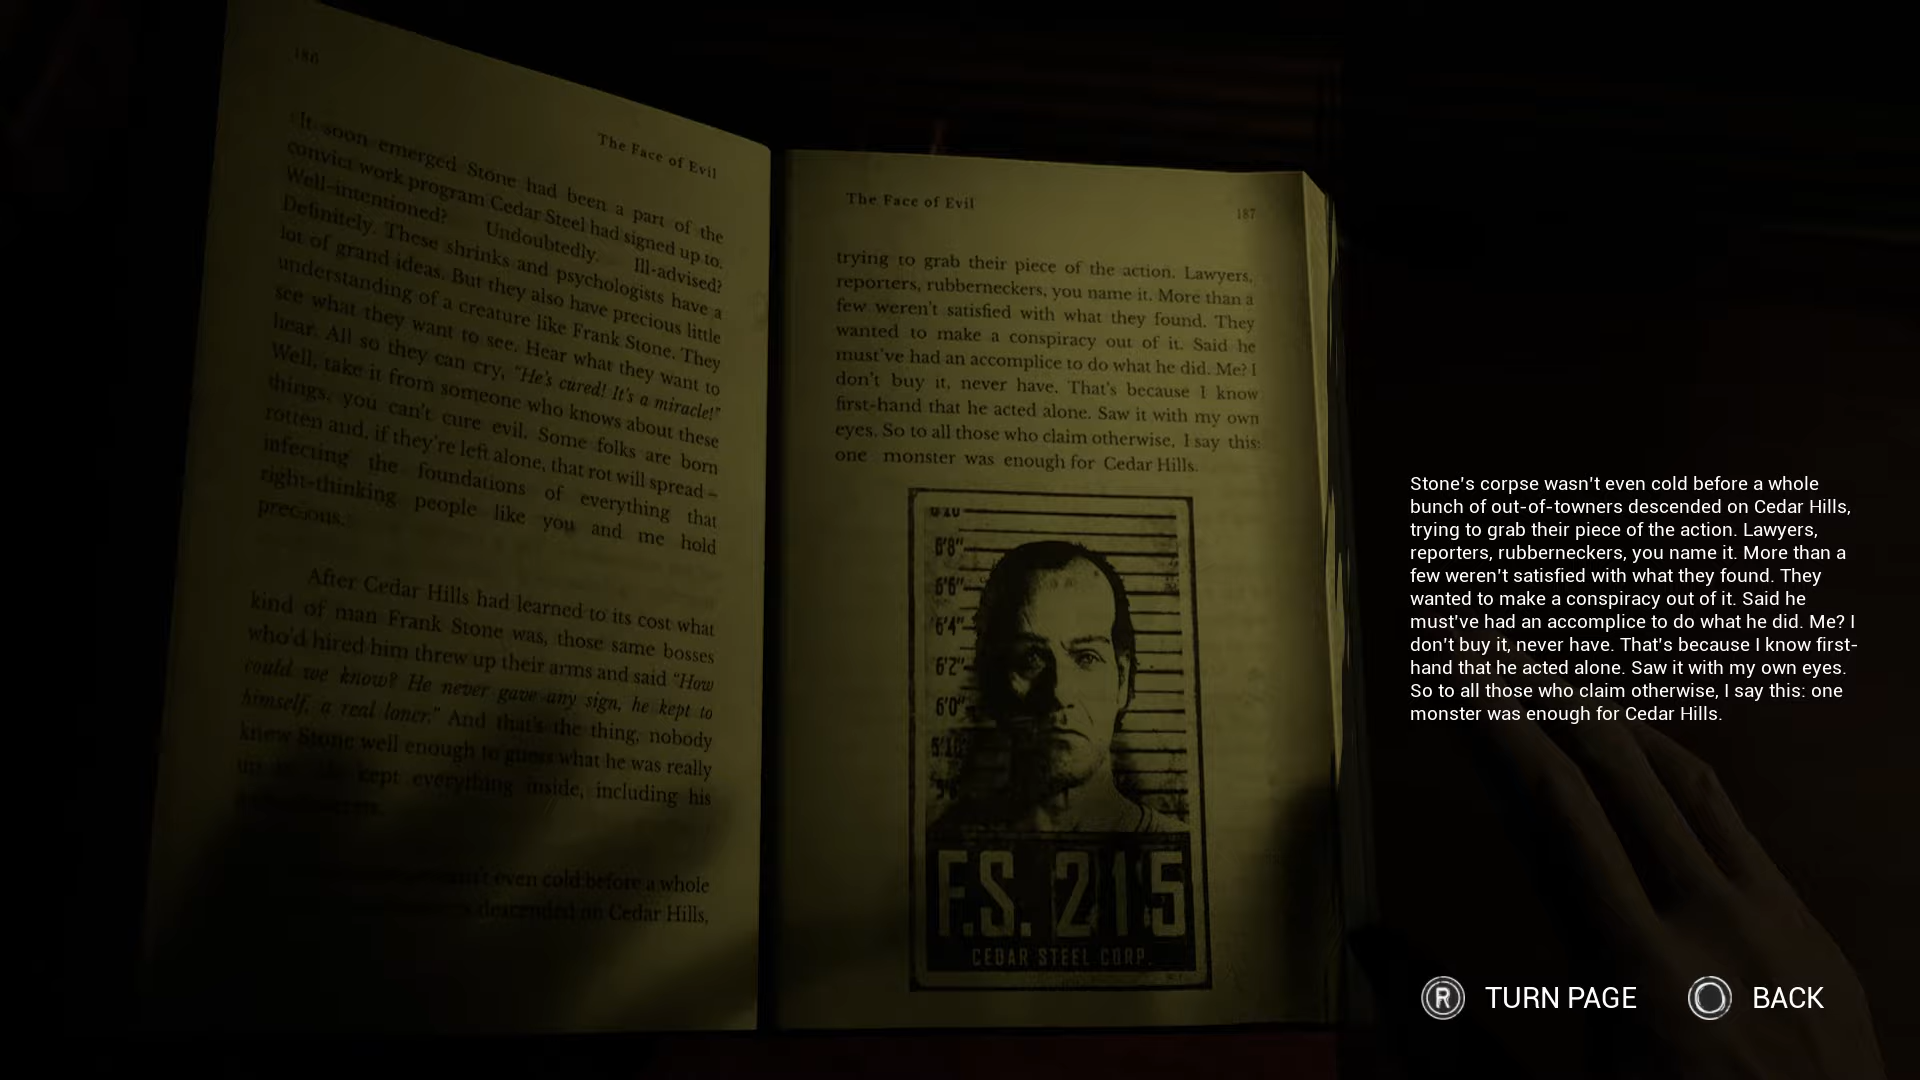 186
The Face of Evil
It soon emerged Stone had been a part of the
convict work program Cedar Steel had signed up to.
Well-intentioned? Undoubtedly. Ill-advised?
Definitely. These shrinks and psychologists have a
lot of grand ideas. But they also have precious little
understanding of a creature like Frank Stone. They
see what they want to see. Hear what they want to
hear. All so they can cry, "He's cured! It's a miracle!"
Well, take it from someone who knows about these
things, you can't cure evil. Some folks are born
rotten and, if they're left alone, that rot will spread –
infecting the foundations of everything that
right-thinking people like you and me hold
precious.
After Cedar Hills had learned to its cost what
kind of man Frank Stone was, those same bosses
who'd hired him threw up their arms and said "How
could we know? He never gave any sign, he kept to
himself, a real loner." And that's the thing, nobody
knew Stone well enough to guess what he was really
up kept everything inside, including his
even cold before a whole
descended on Cedar Hills,
The Face of Evil
187
trying to grab their piece of the action. Lawyers,
reporters, rubberneckers, you name it. More than a
few weren't satisfied with what they found. They
wanted to make a conspiracy out of it. Said he
must've had an accomplice to do what he did. Me? I
don't buy it, never have. That's because I know
first-hand that he acted alone. Saw it with my own
eyes. So to all those who claim otherwise, I say this:
one monster was enough for Cedar Hills.
6'10
6'8"
6'6"
6'4"
6'2"
6'0"
5'10
5'8
F.S. 215
CEDAR STEEL CORP.
Stone's corpse wasn't even cold before a whole
bunch of out-of-towners descended on Cedar Hills,
trying to grab their piece of the action. Lawyers,
reporters, rubberneckers, you name it. More than a
few weren't satisfied with what they found. They
wanted to make a conspiracy out of it. Said he
must've had an accomplice to do what he did. Me? I
don't buy it, never have. That's because I know first-
hand that he acted alone. Saw it with my own eyes.
So to all those who claim otherwise, I say this: one
monster was enough for Cedar Hills.
R TURN PAGE
BACK